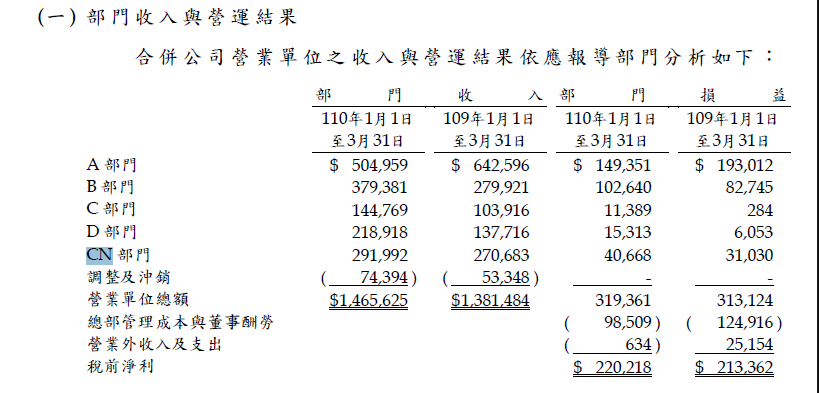 (一) 部門收入與營運結果
合併公司營業單位之收入與營運結果依應報導部門分析如下：
部門收入 部門損益
110年1月1日 109年1月1日 110年1月1日 109年1月1日
至3月31日 至3月31日 至3月31日 至3月31日
A 部門 $ 504,959 $ 642,596 $ 149,351 $ 193,012
B 部門 379,381 279,921 102,640 82,745
C 部門 144,769 103,916 11,389 284
D 部門 218,918 137,716 15,313 6,053
CN 部門 291,992 270,683 40,668 31,030
調整及沖銷 ( 74,394 ) ( 53,348 ) - -
營業單位總額 $1,465,625 $1,381,484 319,361 313,124
總部管理成本與董事酬勞 ( 98,509 ) ( 124,916 )
營業外收入及支出 ( 634 ) 25,154
稅前淨利 $ 220,218 $ 213,362